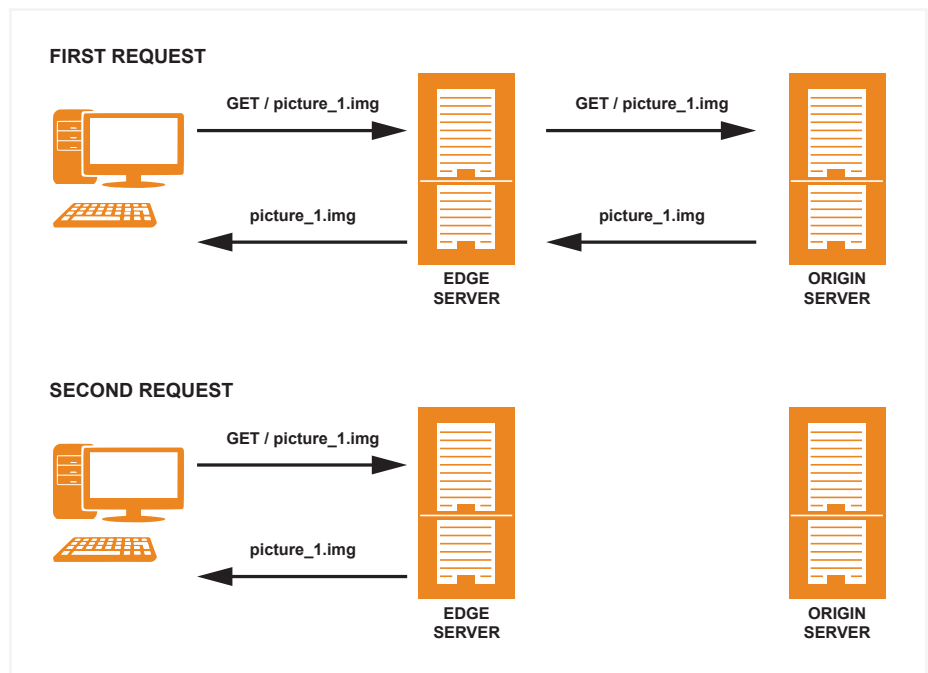 FIRST REQUEST
GET / picture_1.img
GET / picture_1.img
picture_1.img
picture_1.img
EDGE
SERVER
ORIGIN
SERVER
SECOND REQUEST
GET / picture_1.img
picture_1.img
EDGE
SERVER
ORIGIN
SERVER